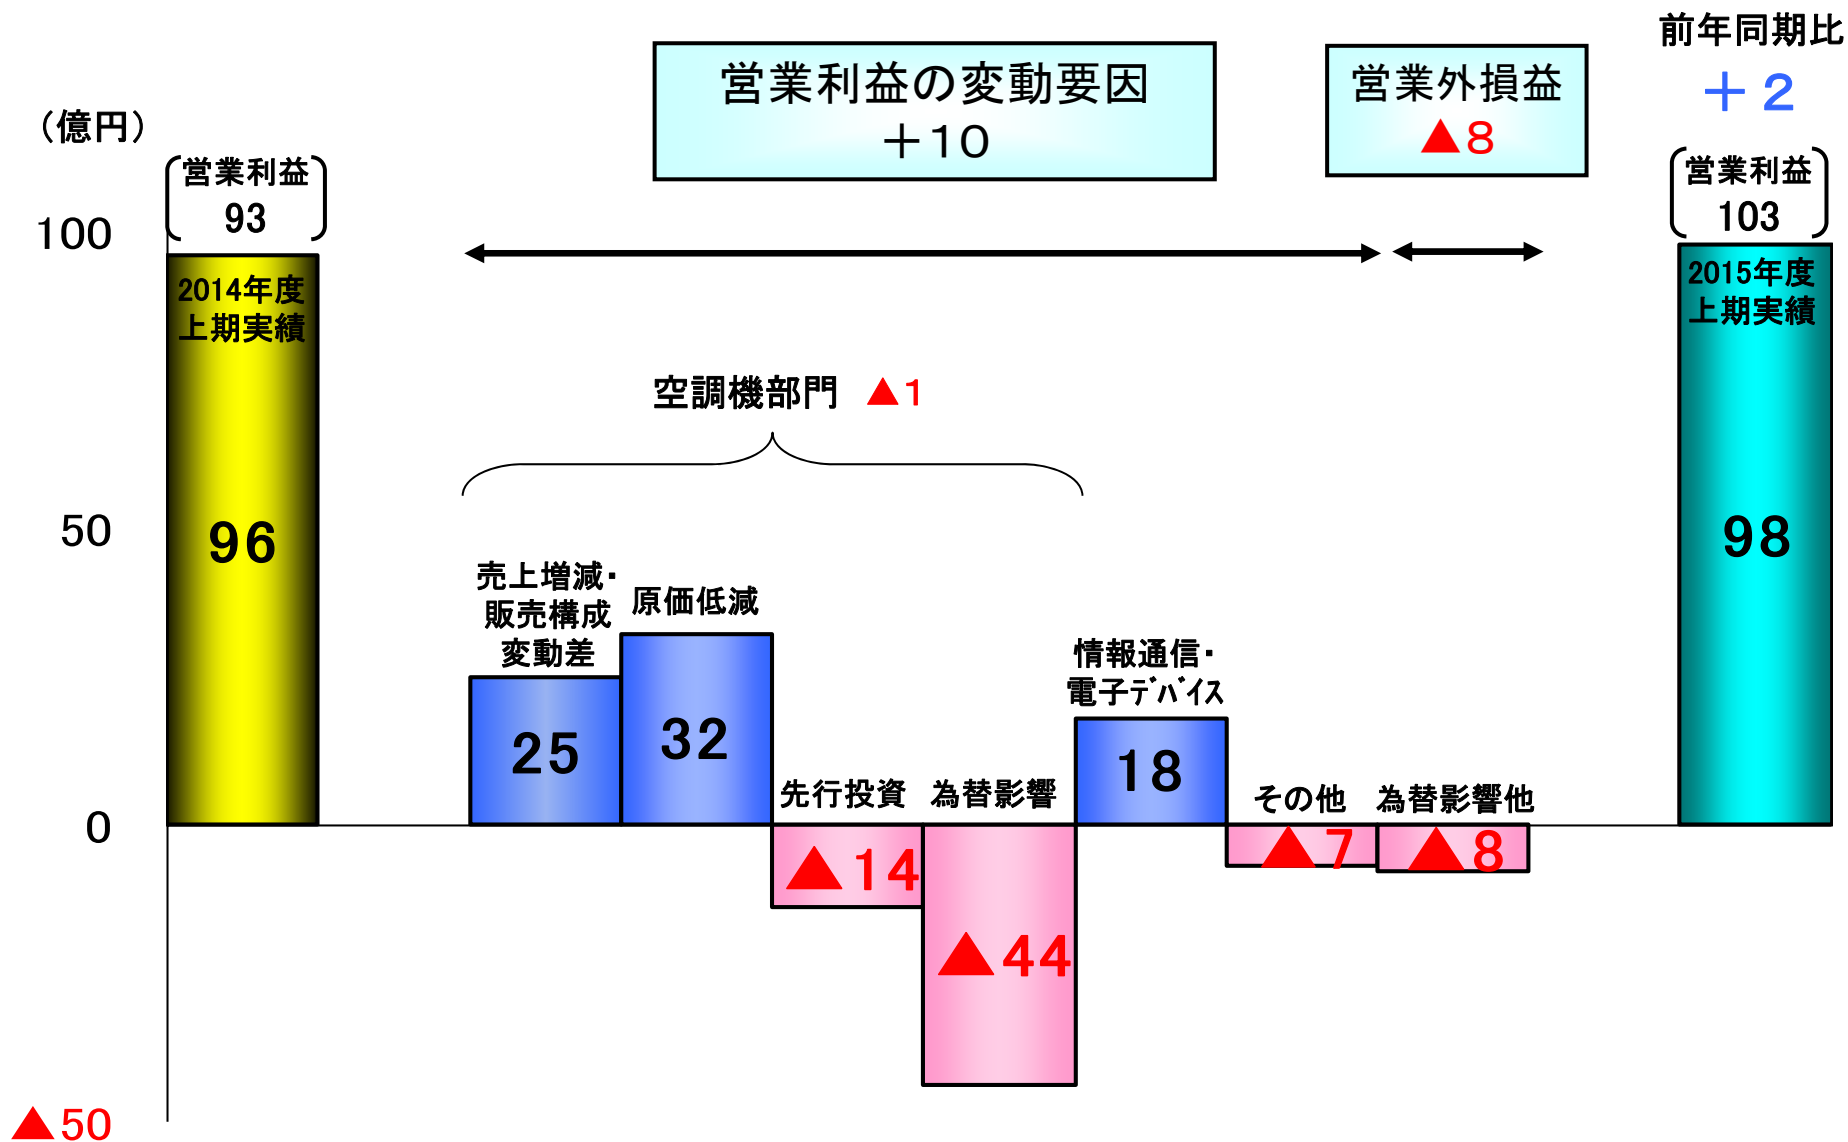 前年同期比
＋２
営業利益の変動要因
＋１０
営業外損益
▲８
（億円）
営業利益
93
営業利益
103
100
2014年度
上期実績
2015年度
上期実績
空調機部門 ▲１
50
96
98
売上増減・
販売構成
変動差
原価低減
情報通信・
電子ﾃﾞﾊﾞｲｽ
25
32
18
先行投資
為替影響
その他
為替影響他
0
▲14
▲44
▲7
▲8
▲50